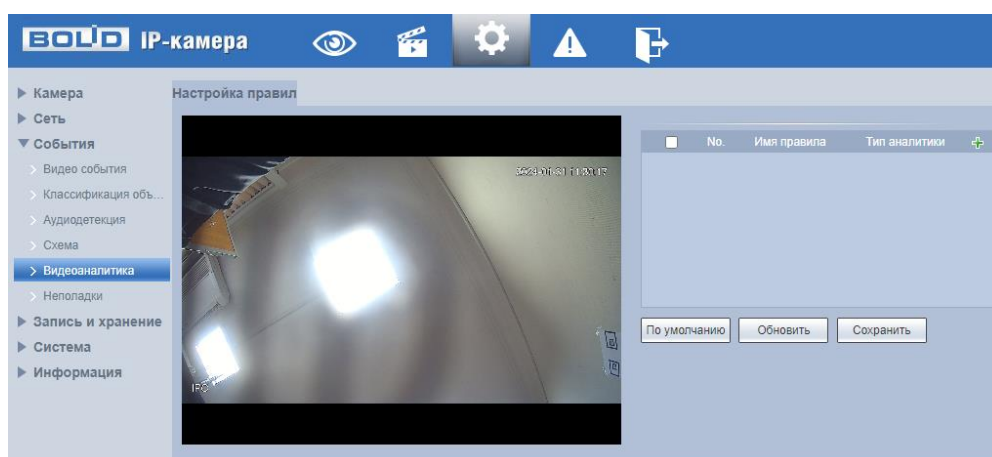 BOLID IP-камера
Камера
Сеть
События
Видео события
Классификация объ...
Аудиодетекция
Схема
Видеоаналитика
Неполадки
Запись и хранение
Система
Информация
Настройка правил
IPC
No. Имя правила Тип аналитики
По умолчанию Обновить Сохранить